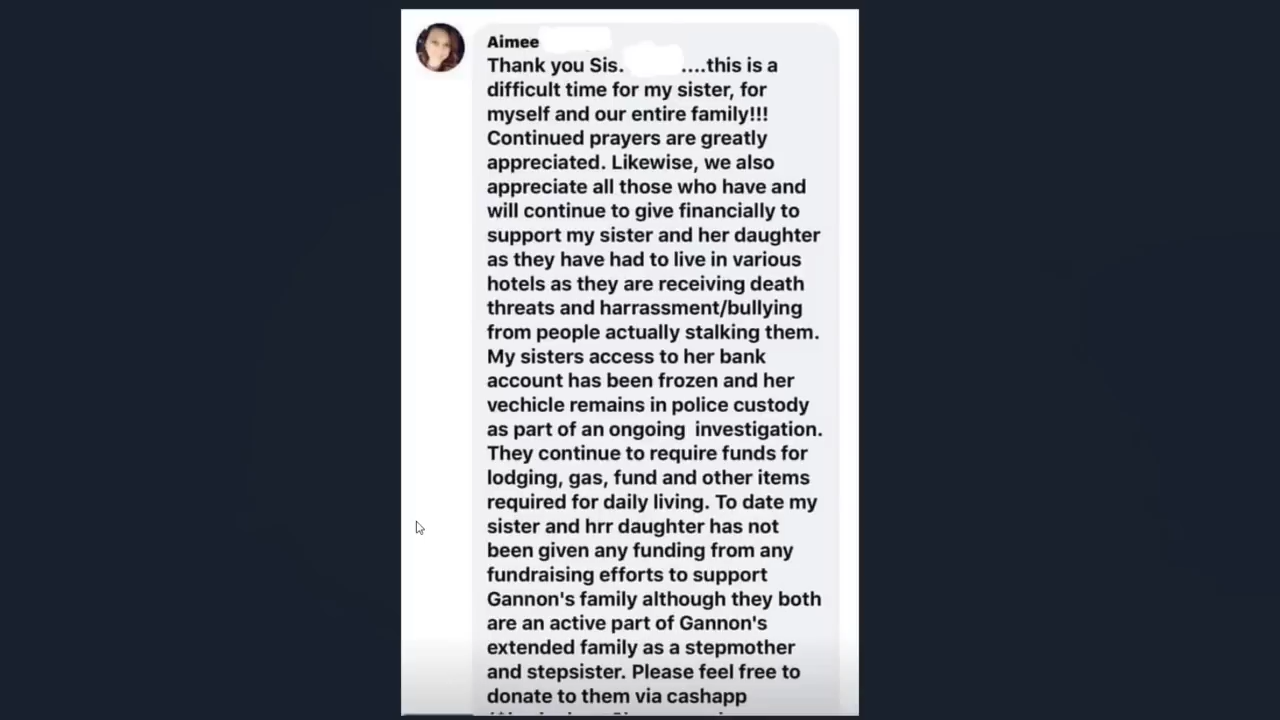 Aimee
Thank you Sis. ....this is a
difficult time for my sister, for
myself and our entire family!!!
Continued prayers are greatly
appreciated. Likewise, we also
appreciate all those who have and
will continue to give financially to
support my sister and her daughter
as they have had to live in various
hotels as they are receiving death
threats and harrassment/bullying
from people actually stalking them.
My sisters access to her bank
account has been frozen and her
vechicle remains in police custody
as part of an ongoing investigation.
They continue to require funds for
lodging, gas, fund and other items
required for daily living. To date my
sister and hrr daughter has not
been given any funding from any
fundraising efforts to support
Gannon's family although they both
are an active part of Gannon's
extended family as a stepmother
and stepsister. Please feel free to
donate to them via cashapp